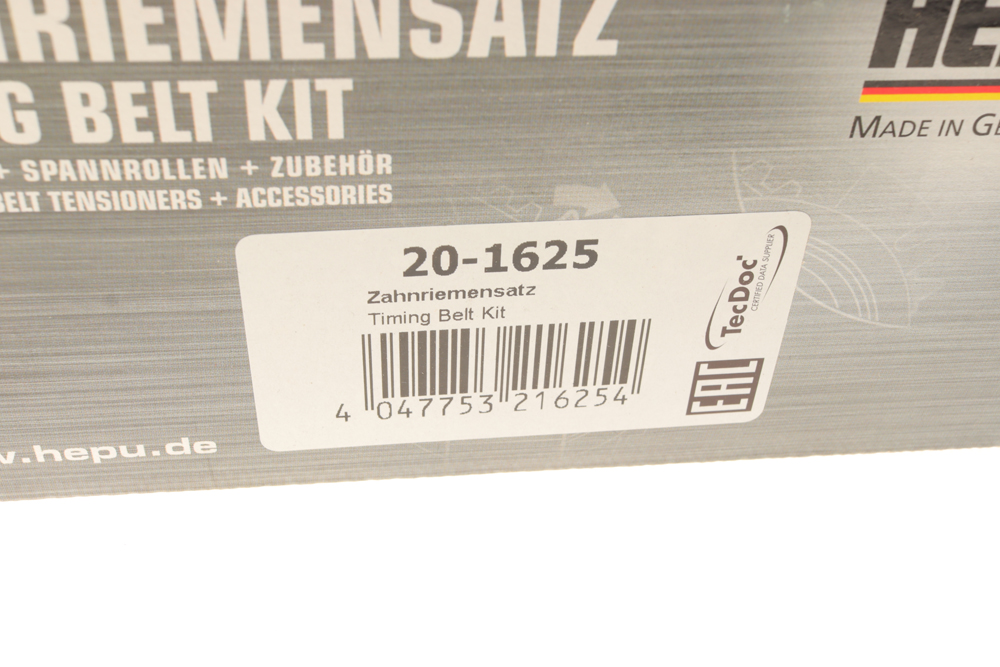 RIEMENSATZ
G BELT KIT
+ SPANNROLLEN + ZUBEHÖR
BELT TENSIONERS + ACCESSORIES
HE
MADE IN GE
20-1625
Zahnriemensatz
Timing Belt Kit
4 047753 216254
TecDoc
CERTIFIED DATA SUPPLIER
EAC
w.hepu.de